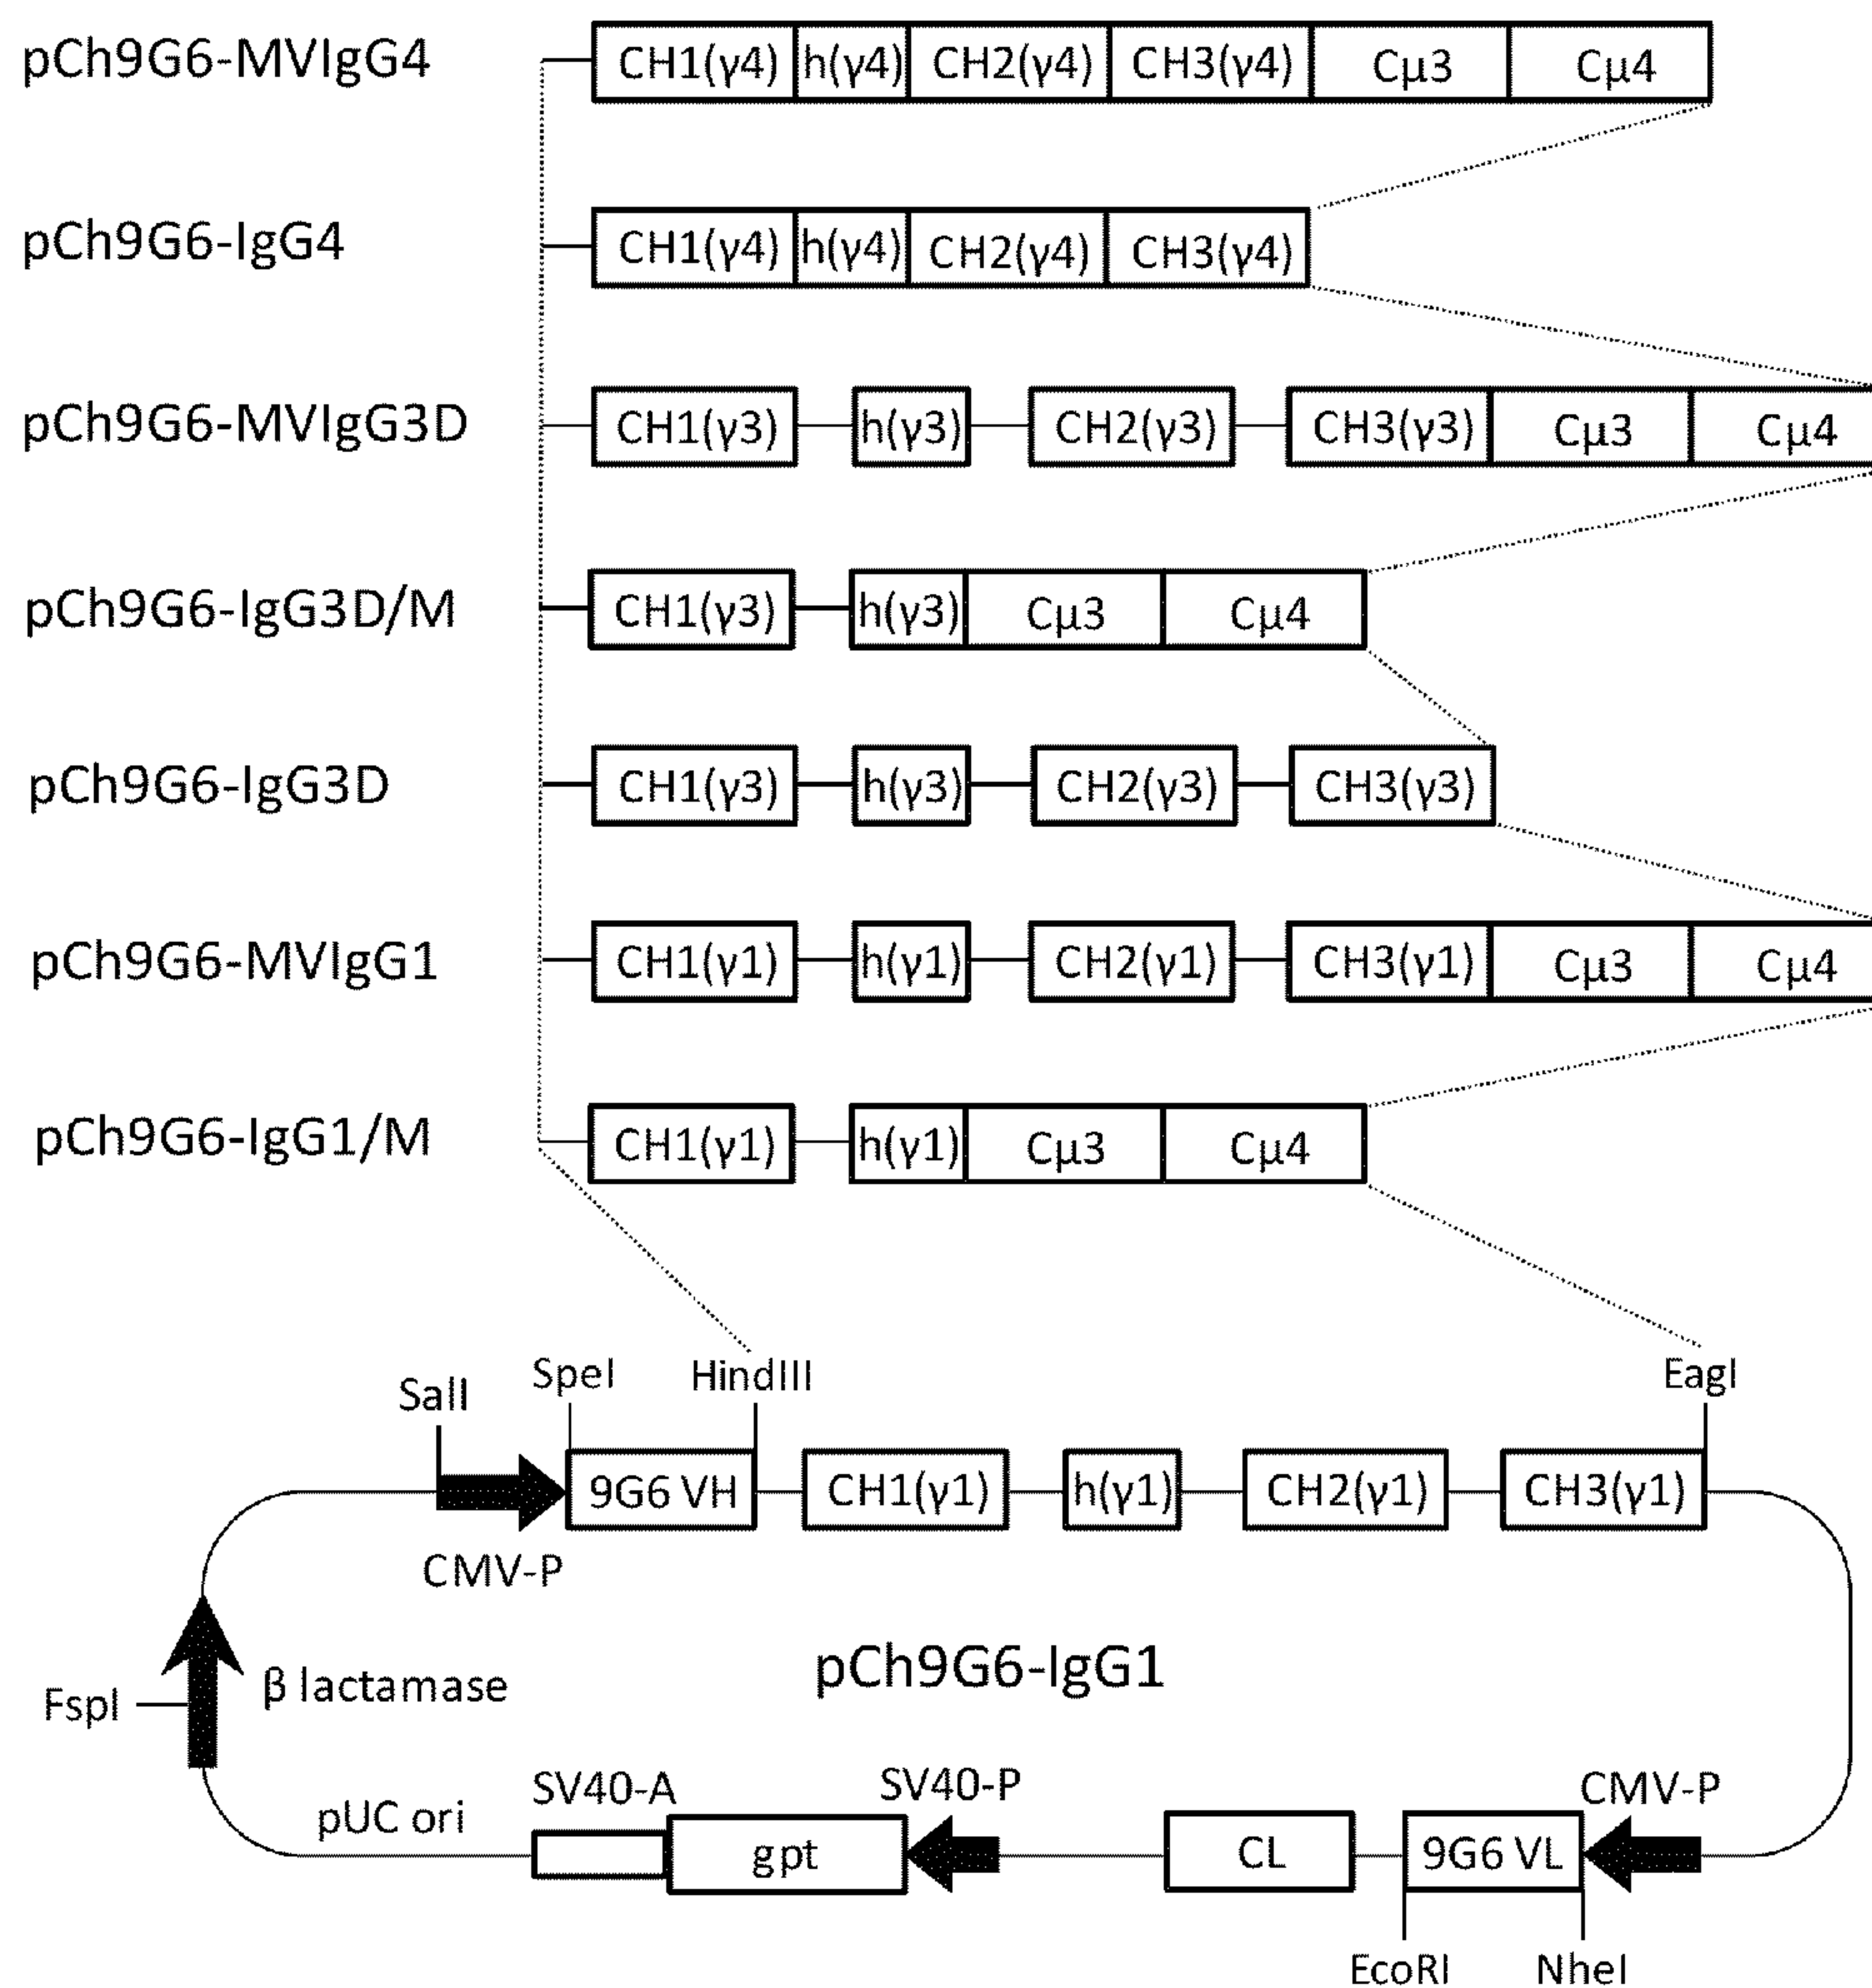 pCh9G6-MVIgG4 CH1(γ4) h(γ4) CH2(γ4) CH3(γ4) Cμ3 Cμ4
pCh9G6-IgG4 CH1(γ4) h(γ4) CH2(γ4) CH3(γ4)
pCh9G6-MVIgG3D CH1(γ3) h(γ3) CH2(γ3) CH3(γ3) Cμ3 Cμ4
pCh9G6-IgG3D/M CH1(γ3) h(γ3) Cμ3 Cμ4
pCh9G6-IgG3D CH1(γ3) h(γ3) CH2(γ3) CH3(γ3)
pCh9G6-MVIgG1 CH1(γ1) h(γ1) CH2(γ1) CH3(γ1) Cμ3 Cμ4
pCh9G6-IgG1/M CH1(γ1) h(γ1) Cμ3 Cμ4
SalI SpeI HindIII EagI
9G6 VH CH1(γ1) h(γ1) CH2(γ1) CH3(γ1)
CMV-P
pCh9G6-IgG1
FspI β lactamase
SV40-A SV40-P CMV-P
pUC ori gpt CL 9G6 VL
EcoRI NheI